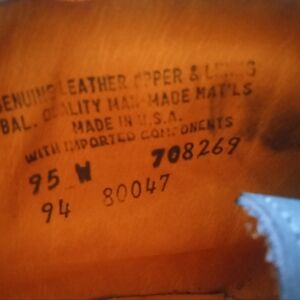 GENUINE LEATHER UPPER & LINING
BAL. QUALITY MAN-MADE MAT'LS
MADE IN U.S.A.
WITH IMPORTED COMPONENTS
95 W 708269
94 80047